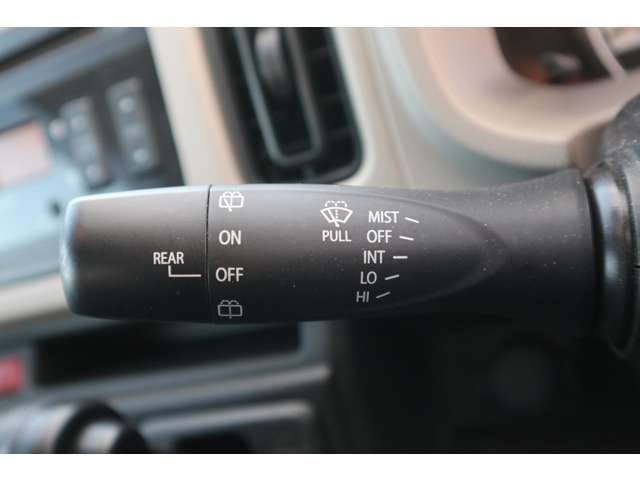 ON
REAR OFF
PULL
MIST
OFF
INT
LO
HI